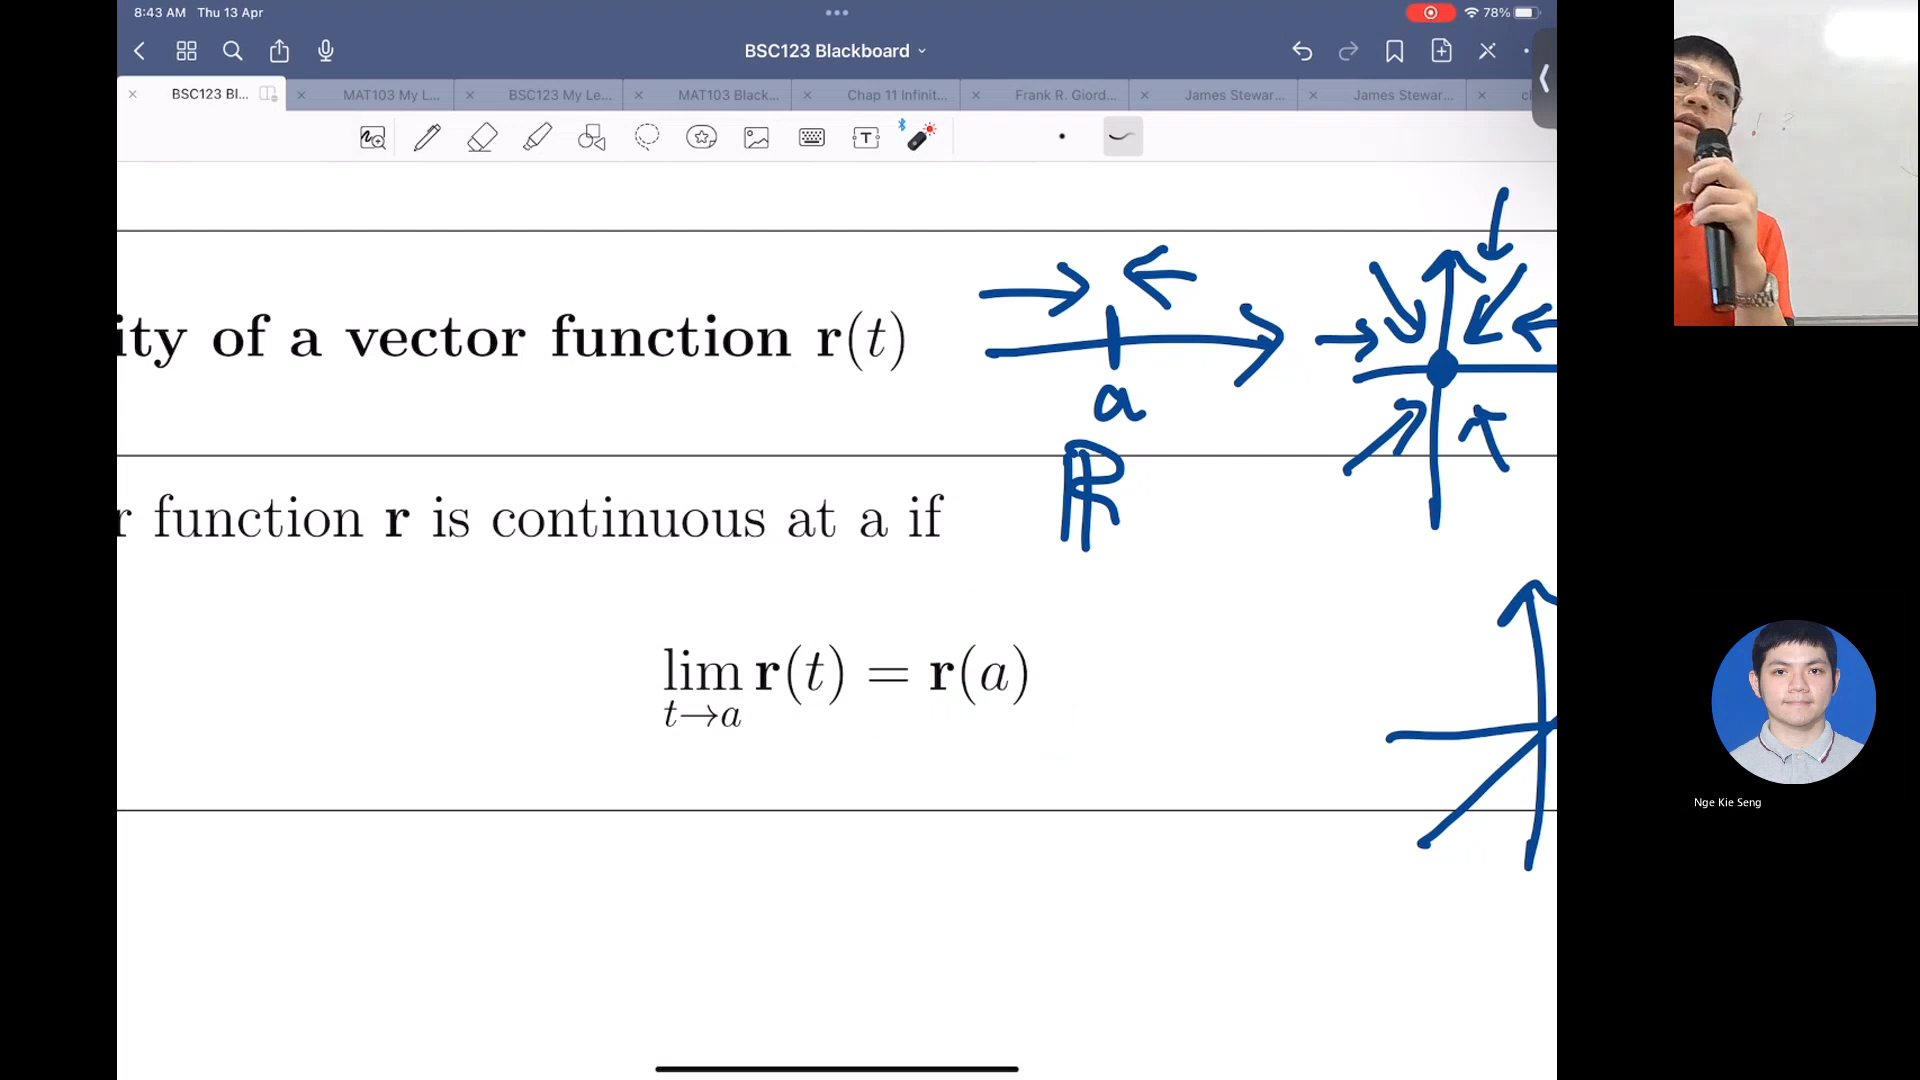 8:43 AM Thu 13 Apr
78%
BSC123 Blackboard
BSC123 Bl...
MAT103 My L...
BSC123 My Le...
MAT103 Black...
Chap 11 Infinit...
Frank R. Giord...
James Stewar...
James Stewar...
T
ity of a vector function r(t)
a
ℝ
r function r is continuous at a if
lim r(t) = r(a)
t→a
Nge Kie Seng